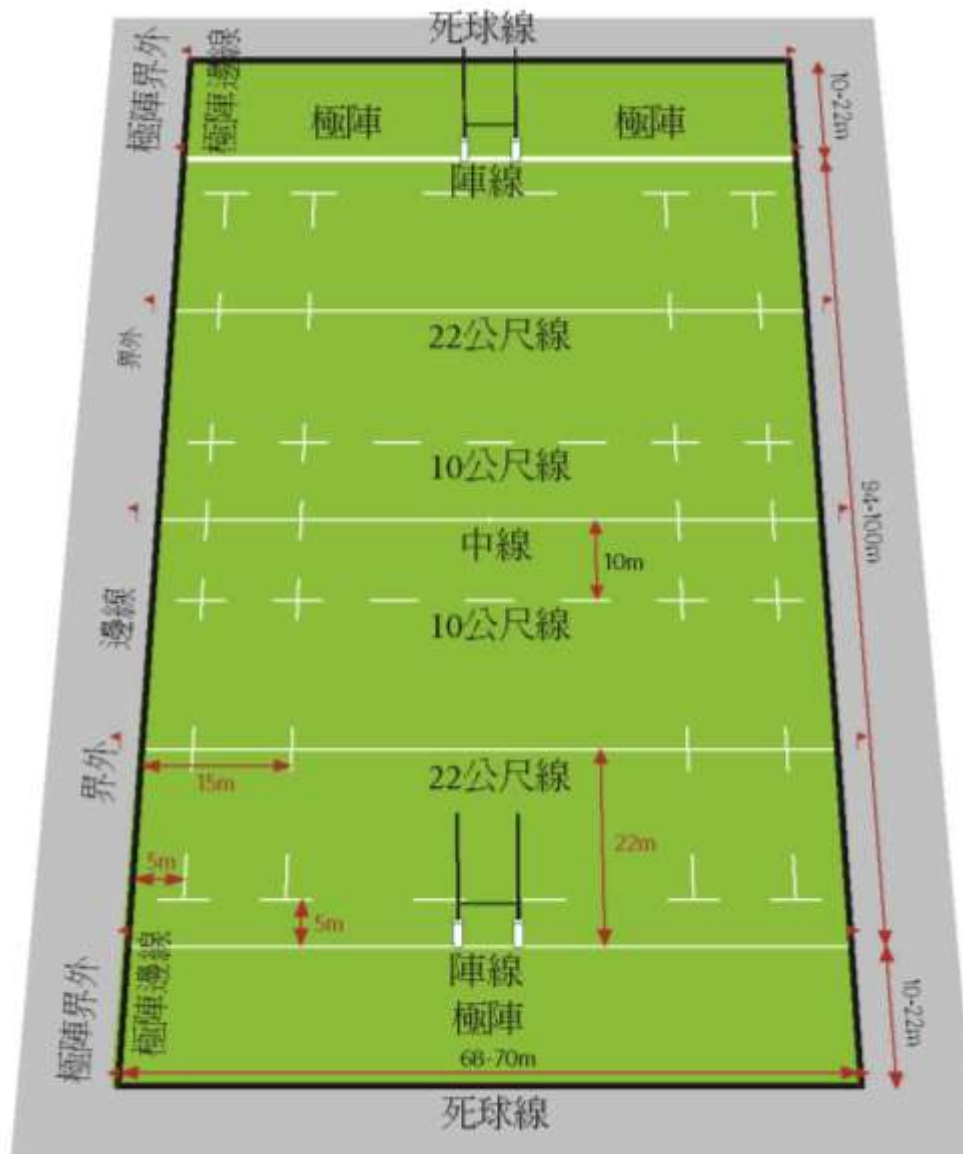 死球線
極陣界外
極陣邊線
極陣
極陣
10-22m
陣線
22公尺線
界外
10公尺線
94-100m
中線
10m
邊線
10公尺線
界外
22公尺線
15m
22m
5m
5m
極陣界外
極陣邊線
陣線
極陣
10-22m
68-70m
死球線